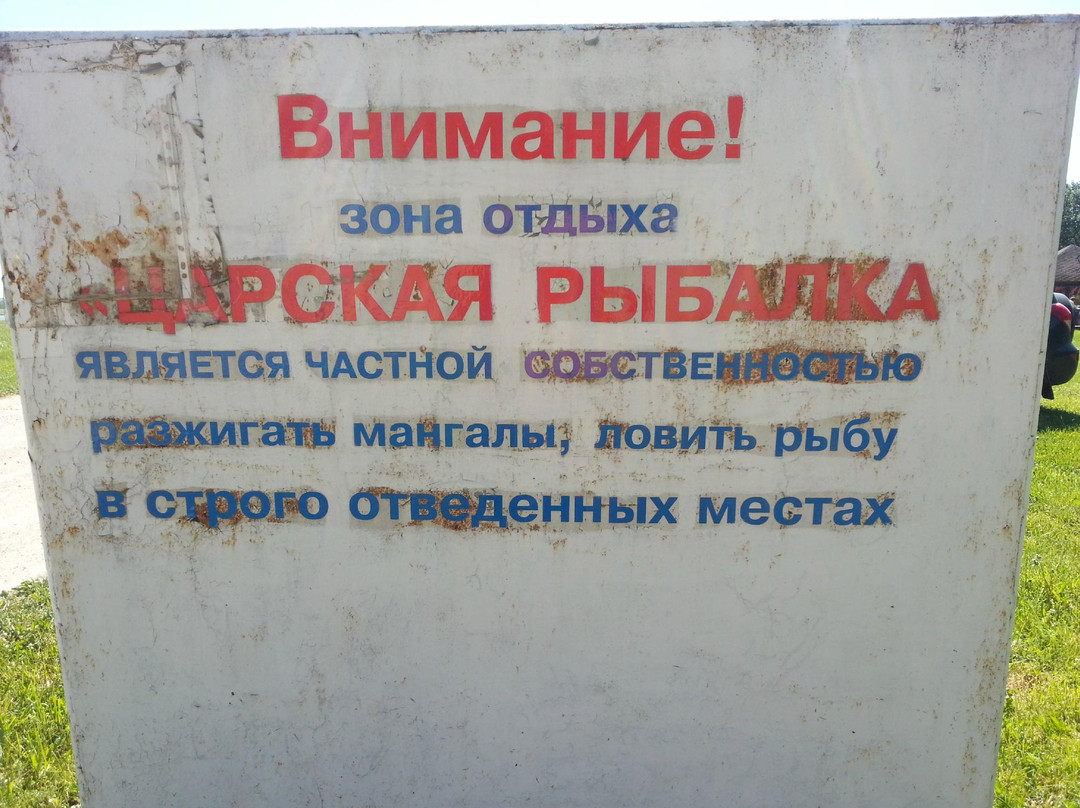 Внимание!
зона отдыха
«ЦАРСКАЯ РЫБАЛКА
ЯВЛЯЕТСЯ ЧАСТНОЙ СОБСТВЕННОСТЬЮ
разжигать мангалы, ловить рыбу
в строго отведенных местах